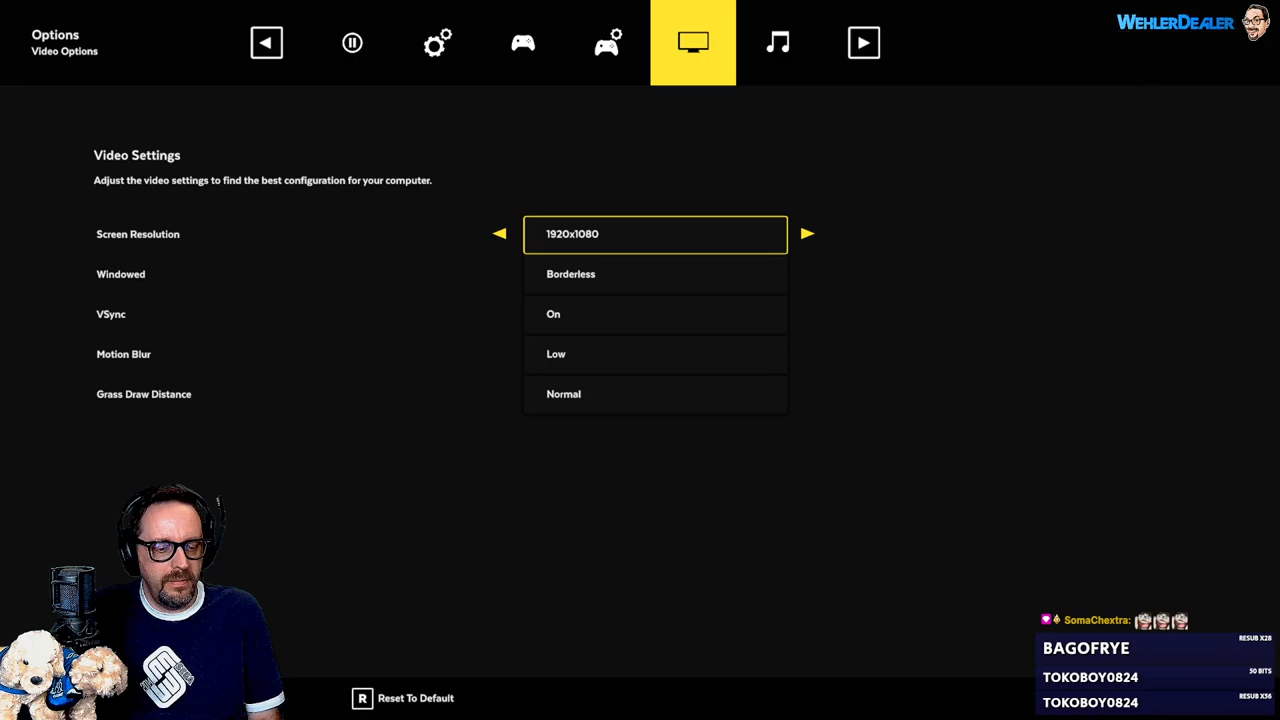 Options
Video Options
WEHLERDEALER
Video Settings
Adjust the video settings to find the best configuration for your computer.
Screen Resolution
1920x1080
Windowed
Borderless
VSync
On
Motion Blur
Low
Grass Draw Distance
Normal
SomaChextra:
BAGOFRYE
RESUB X28
TOKOBOY0824
50 BITS
TOKOBOY0824
RESUB X56
R Reset To Default